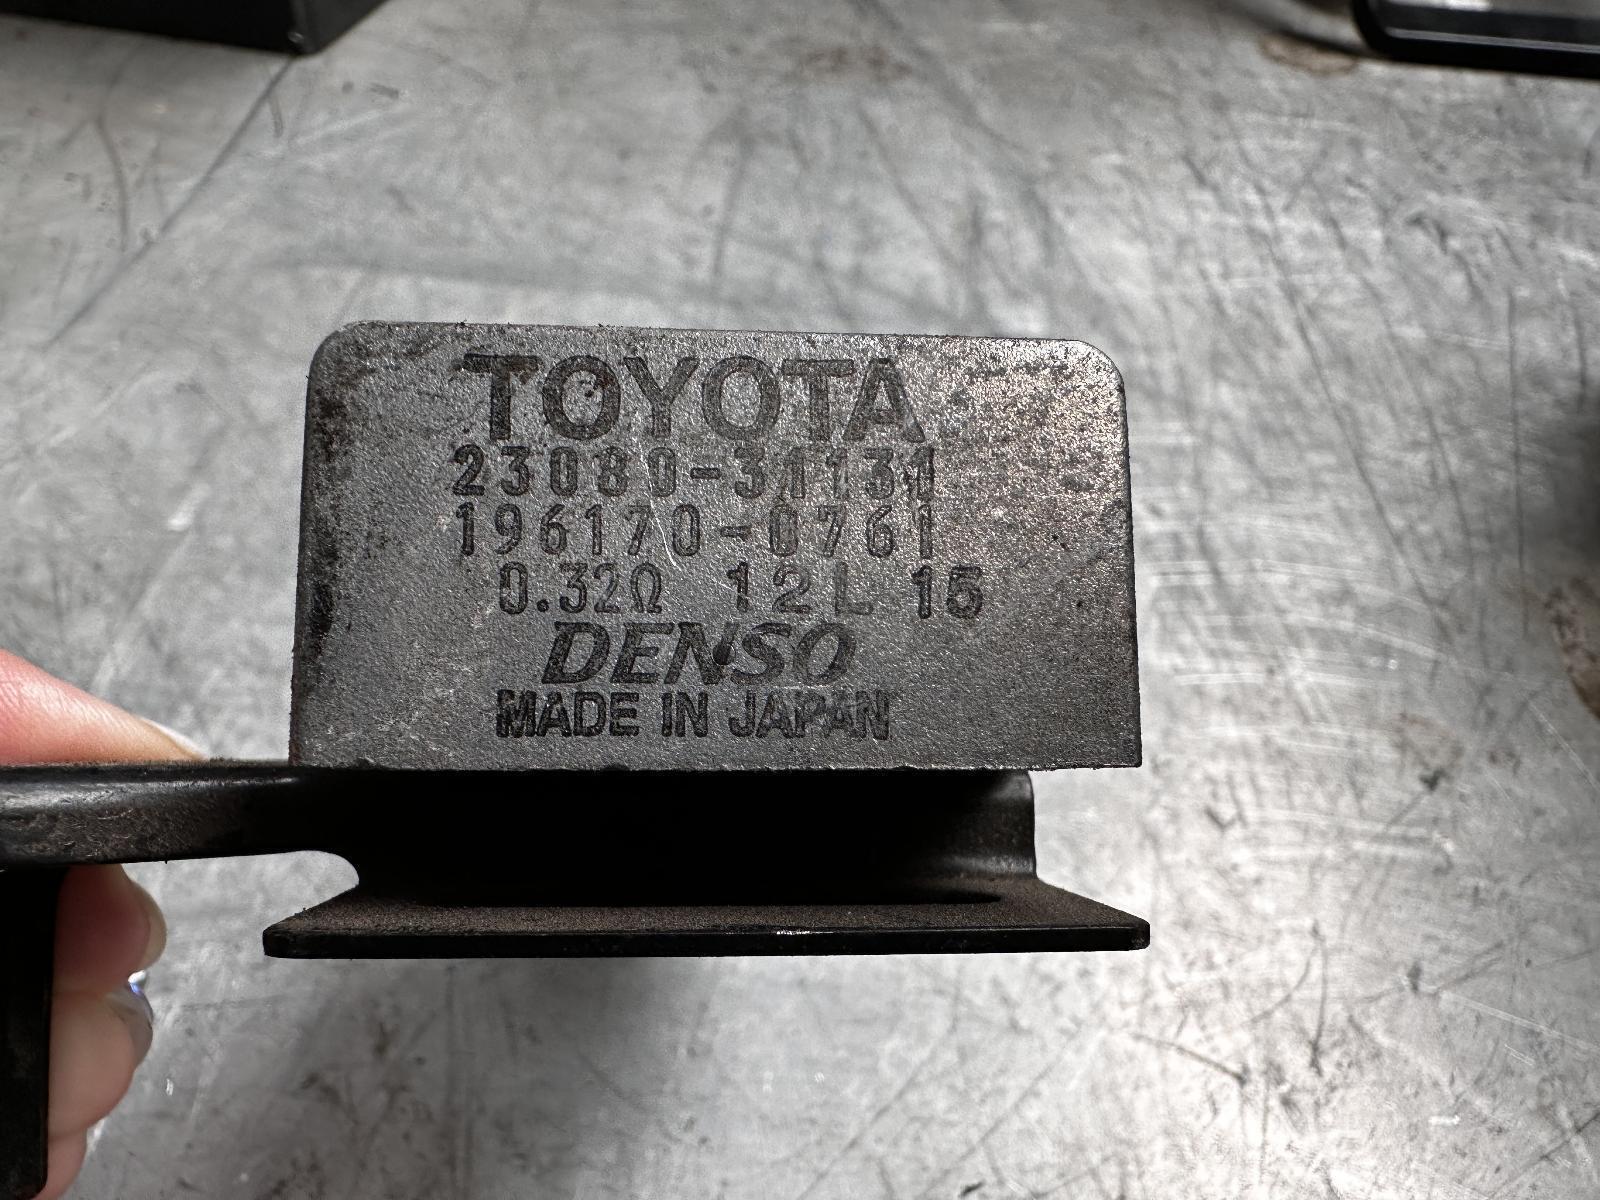 TOYOTA
23080-31131
196170-0761
0.32Ω 12L 15
DENSO
MADE IN JAPAN